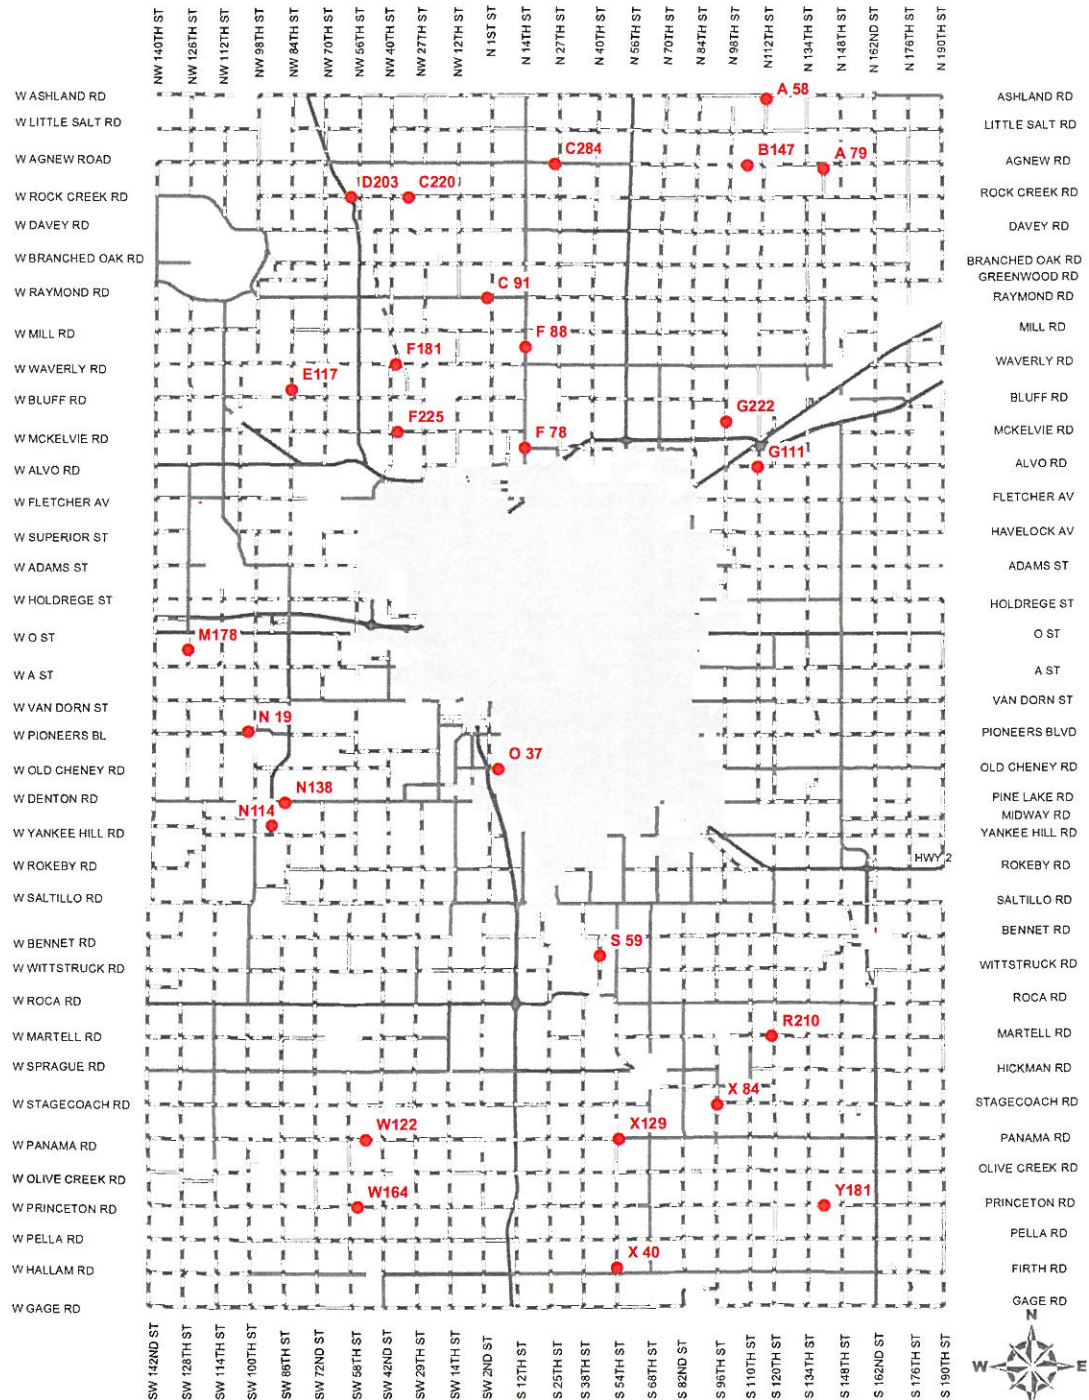 NW 140TH ST
NW 126TH ST
NW 112TH ST
NW 98TH ST
NW 84TH ST
NW 70TH ST
NW 56TH ST
NW 40TH ST
NW 27TH ST
NW 12TH ST
N 1ST ST
N 14TH ST
N 27TH ST
N 40TH ST
N 56TH ST
N 70TH ST
N 84TH ST
N 98TH ST
N 112TH ST
N 134TH ST
N 148TH ST
N 162ND ST
N 176TH ST
N 190TH ST
W ASHLAND RD
W LITTLE SALT RD
W AGNEW ROAD
W ROCK CREEK RD
W DAVEY RD
W BRANCHED OAK RD
W RAYMOND RD
W MILL RD
W WAVERLY RD
W BLUFF RD
W MCKELVIE RD
W ALVO RD
W FLETCHER AV
W SUPERIOR ST
W ADAMS ST
W HOLDREGE ST
W O ST
W A ST
W VAN DORN ST
W PIONEERS BL
W OLD CHENEY RD
W DENTON RD
W YANKEE HILL RD
W ROKEBY RD
W SALTILLO RD
W BENNET RD
W WITTSTRUCK RD
W ROCA RD
W MARTELL RD
W SPRAGUE RD
W STAGECOACH RD
W PANAMA RD
W OLIVE CREEK RD
W PRINCETON RD
W PELLA RD
W HALLAM RD
W GAGE RD
A 58
C284
B147
A 79
D203
C220
C 91
F 88
F181
E117
G222
F225
F 78
G111
M178
N 19
O 37
N138
N114
HWY 2
S 59
R210
X 84
W122
X129
W164
Y181
X 40
ASHLAND RD
LITTLE SALT RD
AGNEW RD
ROCK CREEK RD
DAVEY RD
BRANCHED OAK RD
GREENWOOD RD
RAYMOND RD
MILL RD
WAVERLY RD
BLUFF RD
MCKELVIE RD
ALVO RD
FLETCHER AV
HAVELOCK AV
ADAMS ST
HOLDREGE ST
O ST
A ST
VAN DORN ST
PIONEERS BLVD
OLD CHENEY RD
PINE LAKE RD
MIDWAY RD
YANKEE HILL RD
ROKEBY RD
SALTILLO RD
BENNET RD
WITTSTRUCK RD
ROCA RD
MARTELL RD
HICKMAN RD
STAGECOACH RD
PANAMA RD
OLIVE CREEK RD
PRINCETON RD
PELLA RD
FIRTH RD
GAGE RD
SW 142ND ST
SW 128TH ST
SW 114TH ST
SW 100TH ST
SW 86TH ST
SW 72ND ST
SW 58TH ST
SW 42ND ST
SW 29TH ST
SW 14TH ST
SW 2ND ST
S 12TH ST
S 25TH ST
S 38TH ST
S 54TH ST
S 68TH ST
S 82ND ST
S 96TH ST
S 110TH ST
S 120TH ST
S 134TH ST
S 148TH ST
S 162ND ST
S 176TH ST
S 190TH ST
N
W E
S